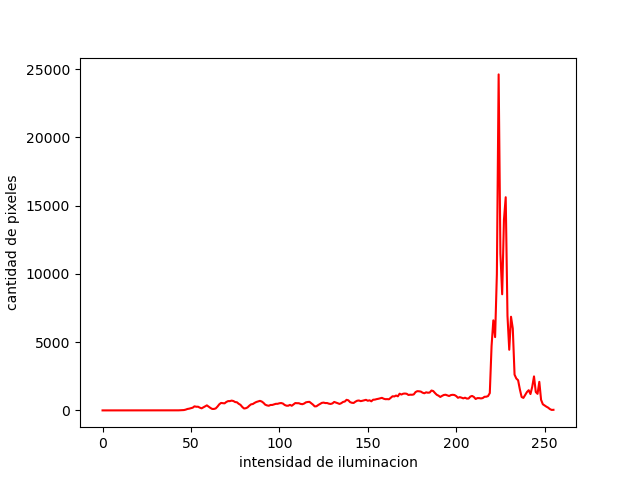 25000
20000
15000
10000
5000
0
cantidad de pixeles
0 50 100 150 200 250
intensidad de iluminacion